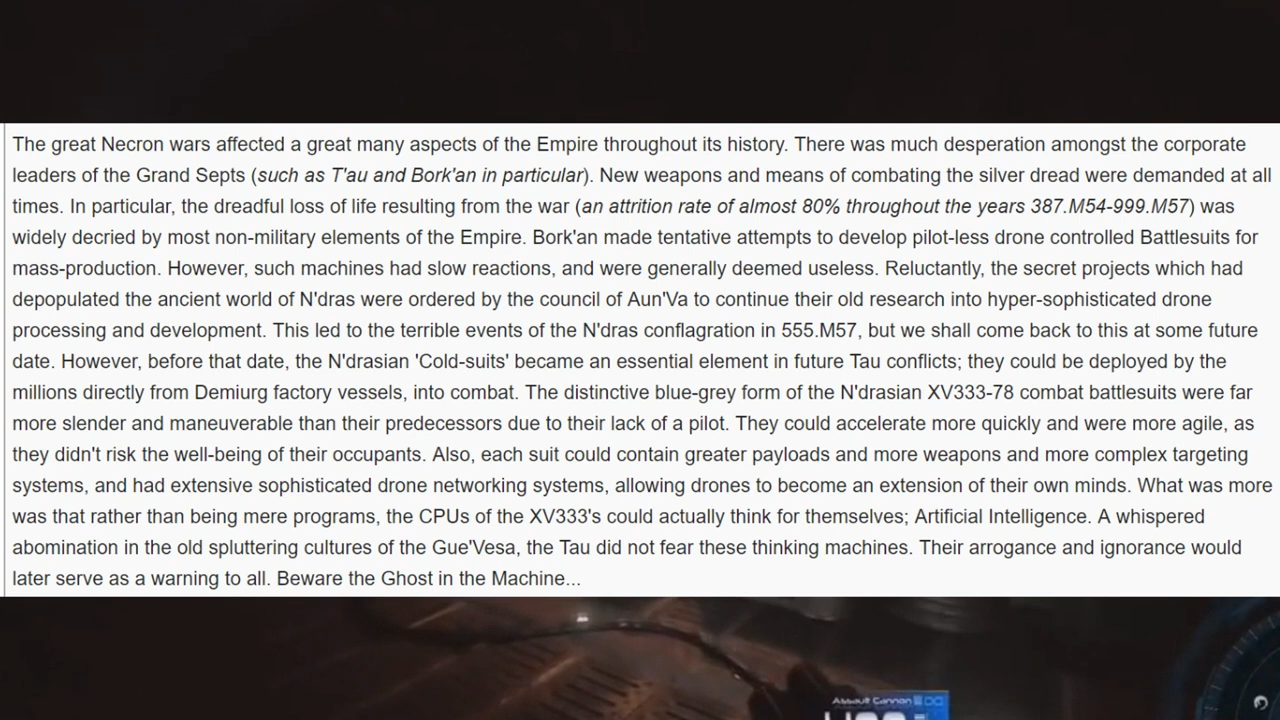 The great Necron wars affected a great many aspects of the Empire throughout its history. There was much desperation amongst the corporate
leaders of the Grand Septs (such as T'au and Bork'an in particular). New weapons and means of combating the silver dread were demanded at all
times. In particular, the dreadful loss of life resulting from the war (an attrition rate of almost 80% throughout the years 387.M54-999.M57) was
widely decried by most non-military elements of the Empire. Bork'an made tentative attempts to develop pilot-less drone controlled Battlesuits for
mass-production. However, such machines had slow reactions, and were generally deemed useless. Reluctantly, the secret projects which had
depopulated the ancient world of N'dras were ordered by the council of Aun'Va to continue their old research into hyper-sophisticated drone
processing and development. This led to the terrible events of the N'dras conflagration in 555.M57, but we shall come back to this at some future
date. However, before that date, the N'drasian 'Cold-suits' became an essential element in future Tau conflicts; they could be deployed by the
millions directly from Demiurg factory vessels, into combat. The distinctive blue-grey form of the N'drasian XV333-78 combat battlesuits were far
more slender and maneuverable than their predecessors due to their lack of a pilot. They could accelerate more quickly and were more agile, as
they didn't risk the well-being of their occupants. Also, each suit could contain greater payloads and more weapons and more complex targeting
systems, and had extensive sophisticated drone networking systems, allowing drones to become an extension of their own minds. What was more
was that rather than being mere programs, the CPUs of the XV333's could actually think for themselves; Artificial Intelligence. A whispered
abomination in the old spluttering cultures of the Gue'Vesa, the Tau did not fear these thinking machines. Their arrogance and ignorance would
later serve as a warning to all. Beware the Ghost in the Machine...
Assault Cannon